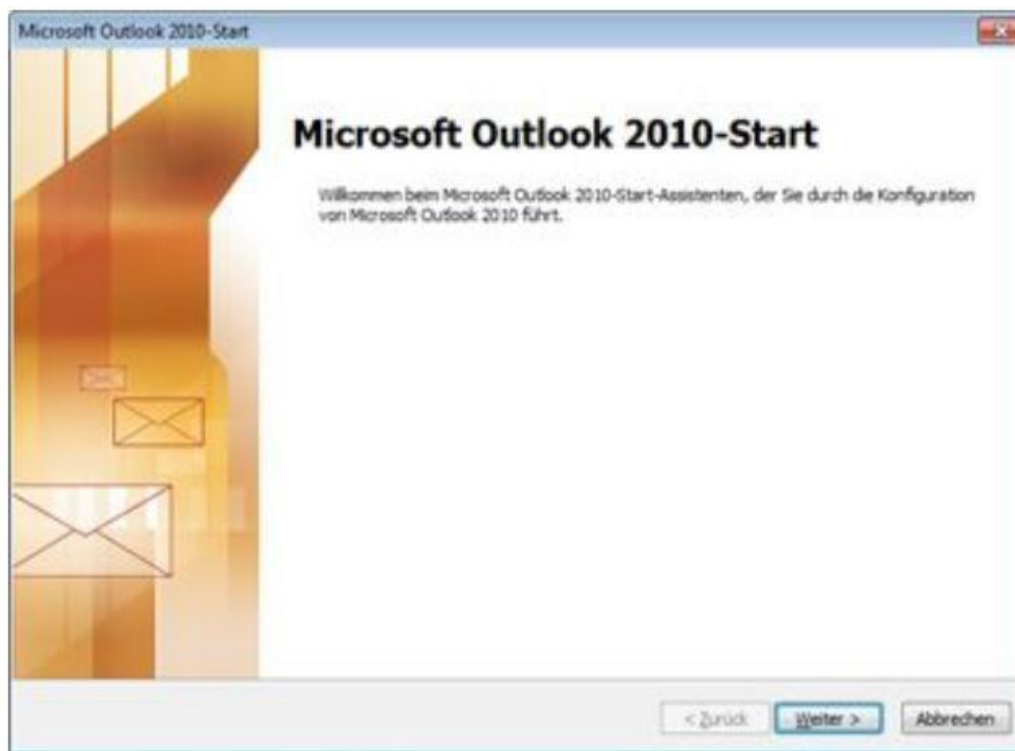 Microsoft Outlook 2010-Start
Microsoft Outlook 2010-Start
Willkommen beim Microsoft Outlook 2010-Start-Assistenten, der Sie durch die Konfiguration
von Microsoft Outlook 2010 führt.
< Zurück Weiter > Abbrechen